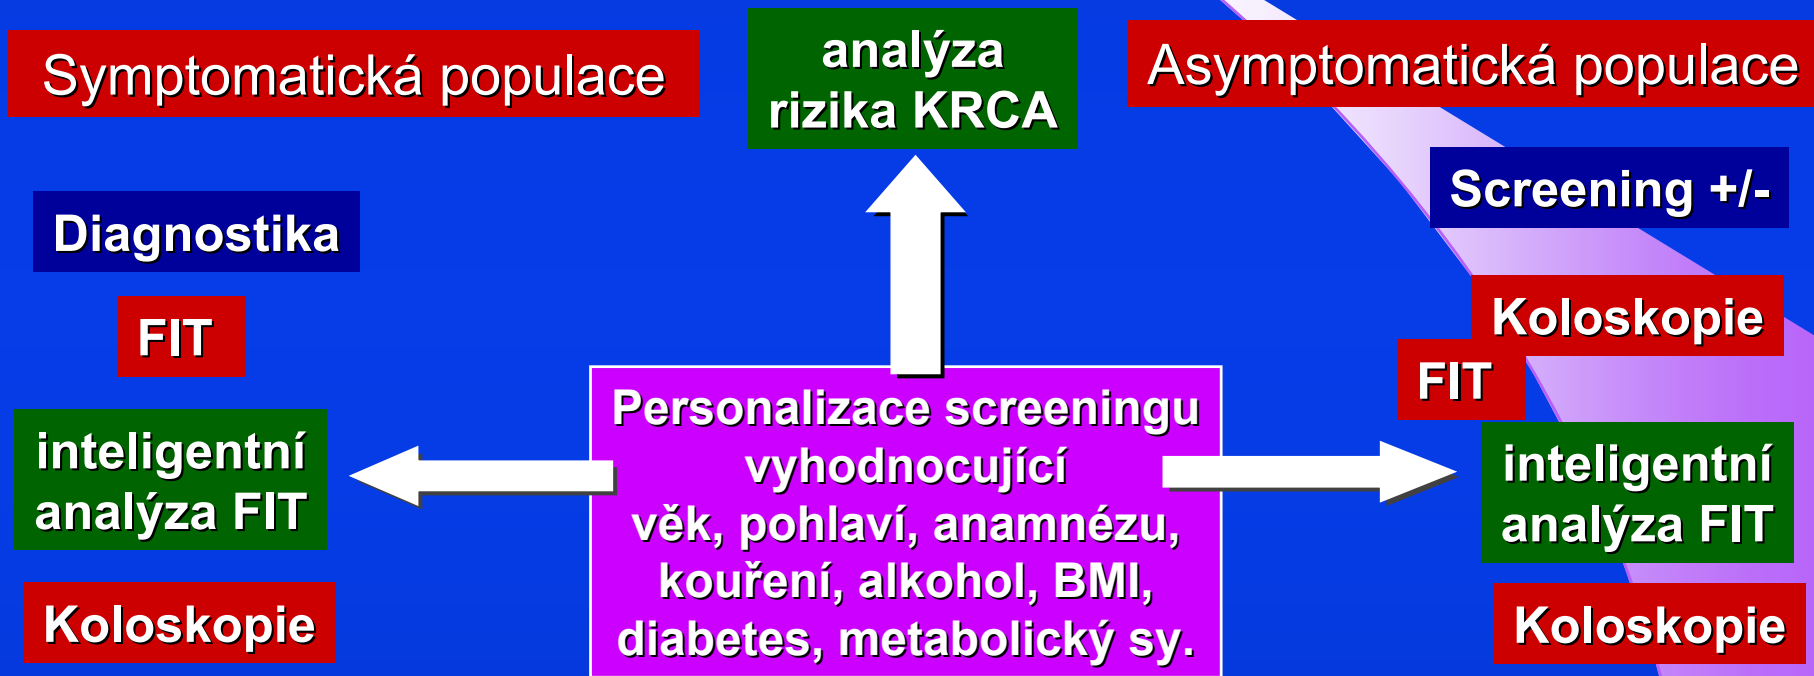 Symptomatická populace
analýza
rizika KRCA
Asymptomatická populace
Diagnostika
FIT
inteligentní
analýza FIT
Koloskopie
Personalizace screeningu
vyhodnocující
věk, pohlaví, anamnézu,
kouření, alkohol, BMI,
diabetes, metabolický sy.
Screening +/-
Koloskopie
FIT
inteligentní
analýza FIT
Koloskopie